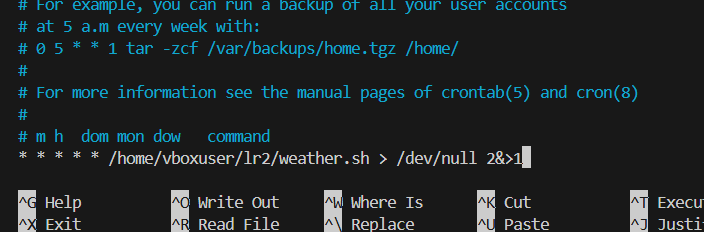 # For example, you can run a backup of all your user accounts
# at 5 a.m every week with:
# 0 5 * * 1 tar -zcf /var/backups/home.tgz /home/
#
# For more information see the manual pages of crontab(5) and cron(8)
#
# m h  dom mon dow   command
* * * * * /home/vboxuser/lr2/weather.sh > /dev/null 2&>1
^G Help ^O Write Out ^W Where Is ^K Cut ^T Execu
^X Exit ^R Read File ^\ Replace ^U Paste ^J Justi